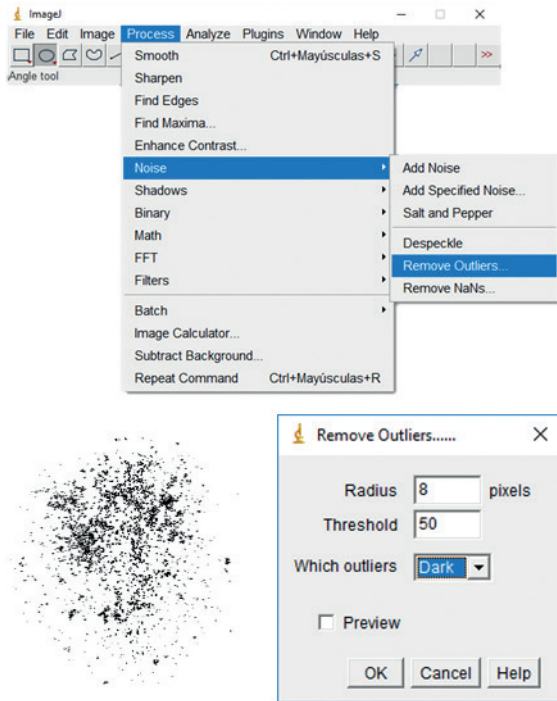 ImageJ
File Edit Image Process Analyze Plugins Window Help
>>
Angle tool
Smooth Ctrl+Mayúsculas+S
Sharpen
Find Edges
Find Maxima...
Enhance Contrast...
Noise
Shadows
Binary
Math
FFT
Filters
Batch
Image Calculator...
Subtract Background...
Repeat Command Ctrl+Mayúsculas+R
Add Noise
Add Specified Noise...
Salt and Pepper
Despeckle
Remove Outliers...
Remove NaNs...
Remove Outliers......
Radius 8 pixels
Threshold 50
Which outliers Dark
Preview
OK Cancel Help